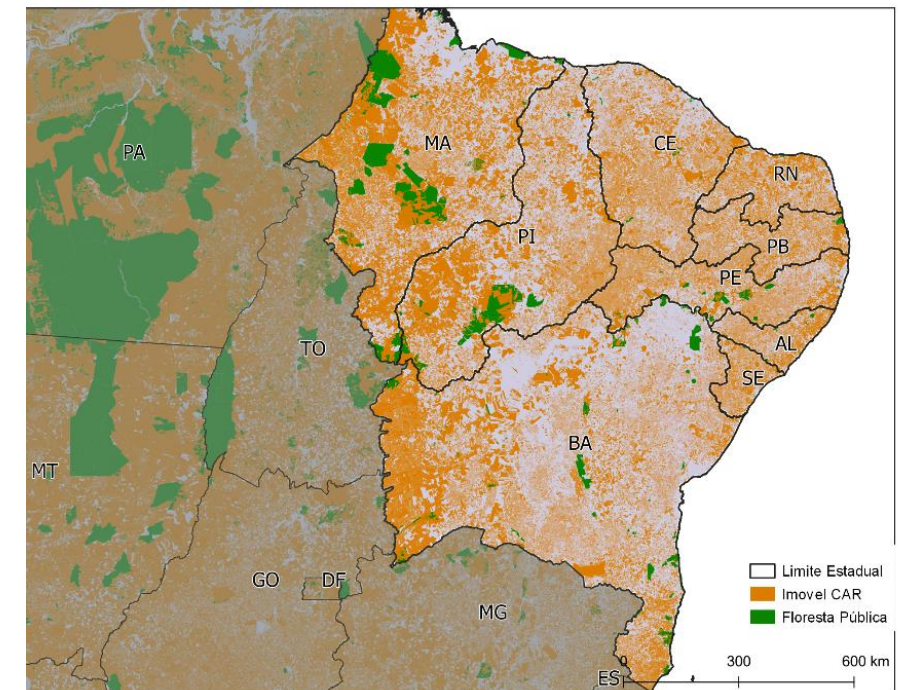 MA
CE
PA
RN
PI
PB
PE
TO
AL
SE
BA
MT
GO
DF
MG
ES
Limite Estadual
Imovel CAR
Floresta Pública
0 300 600 km